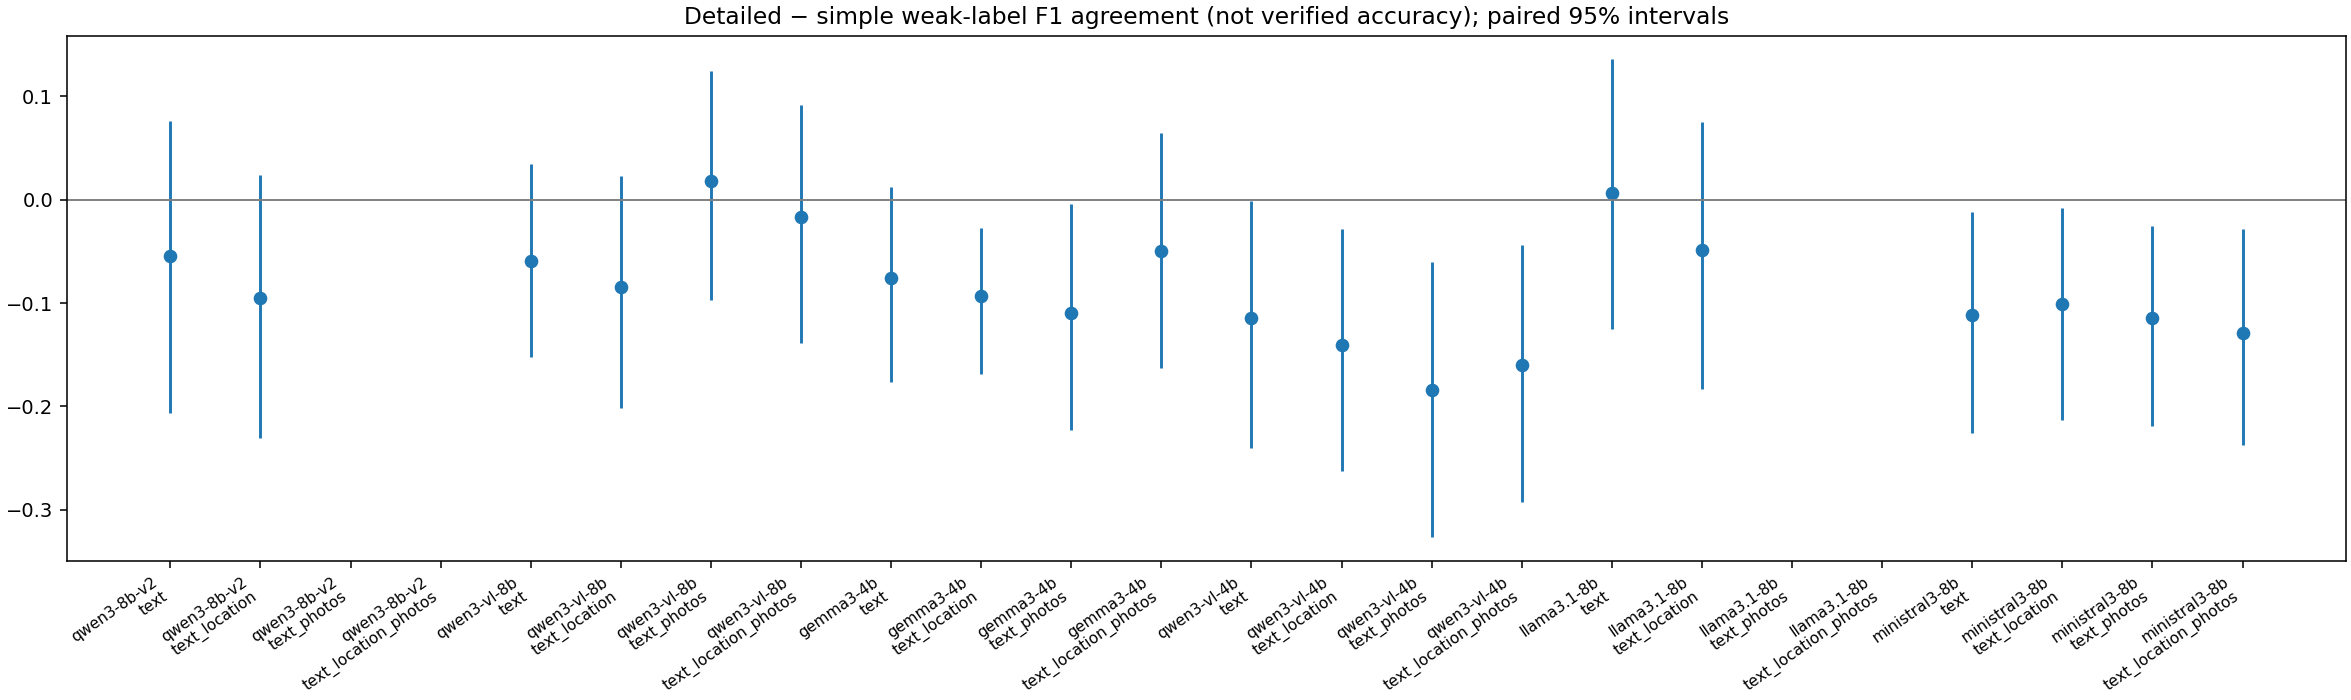 Detailed − simple weak-label F1 agreement (not verified accuracy); paired 95% intervals
0.1
0.0
−0.1
−0.2
−0.3
qwen3-8b-v2
text
qwen3-8b-v2
text_location
qwen3-8b-v2
text_photos
qwen3-8b-v2
text_location_photos
qwen3-vl-8b
text
qwen3-vl-8b
text_location
qwen3-vl-8b
text_photos
qwen3-vl-8b
text_location_photos
gemma3-4b
text
gemma3-4b
text_location
gemma3-4b
text_photos
gemma3-4b
text_location_photos
qwen3-vl-4b
text
qwen3-vl-4b
text_location
qwen3-vl-4b
text_photos
qwen3-vl-4b
text_location_photos
llama3.1-8b
text
llama3.1-8b
text_location
llama3.1-8b
text_photos
llama3.1-8b
text_location_photos
ministral3-8b
text
ministral3-8b
text_location
ministral3-8b
text_photos
ministral3-8b
text_location_photos